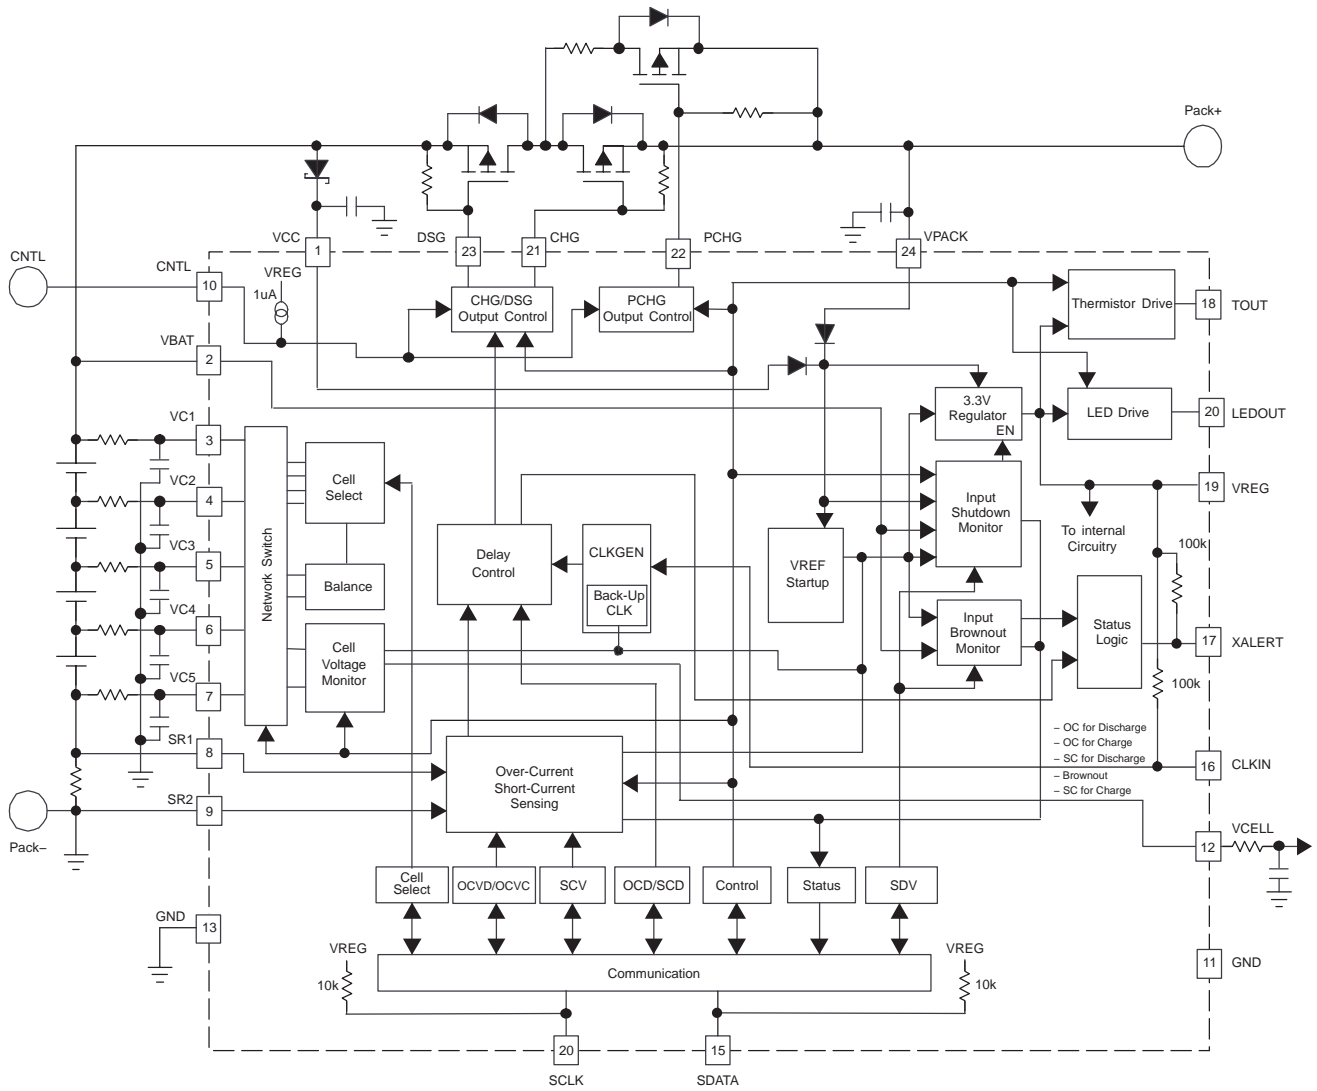 Pack+
VCC
1
DSG
23
21
CHG
22
PCHG
24
VPACK
CNTL
CNTL
10
VREG
1uA
CHG/DSG
Output Control
PCHG
Output Control
Thermistor Drive
18
TOUT
VBAT
2
3.3V
Regulator
EN
LED Drive
20
LEDOUT
VC1
3
Cell
Select
Input
Shutdown
Monitor
19
VREG
VC2
4
To internal
Circuitry
100k
VC3
5
Network Switch
Delay
Control
CLKGEN
Back-Up
CLK
VREF
Startup
Balance
VC4
6
Cell
Voltage
Monitor
Input
Brownout
Monitor
Status
Logic
17
XALERT
VC5
7
100k
SR1
8
– OC for Discharge
– OC for Charge
– SC for Discharge
– Brownout
– SC for Charge
Over-Current
Short-Current
Sensing
16
CLKIN
SR2
9
Pack–
VCELL
12
Cell
Select
OCVD/OCVC
SCV
OCD/SCD
Control
Status
SDV
GND
13
VREG
10k
Communication
VREG
10k
11
GND
20
SCLK
15
SDATA